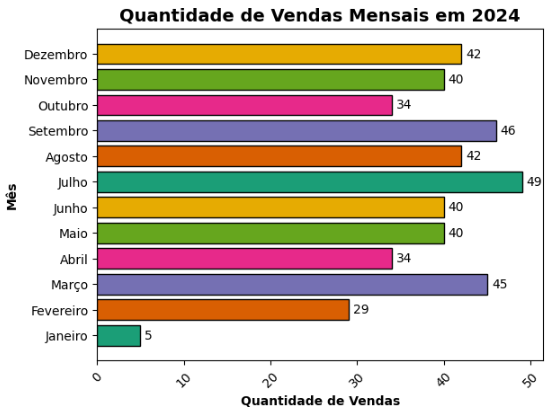 Quantidade de Vendas Mensais em 2024
Dezembro 42
Novembro 40
Outubro 34
Setembro 46
Agosto 42
Julho 49
Junho 40
Maio 40
Abril 34
Março 45
Fevereiro 29
Janeiro 5
Mês
0 10 20 30 40 50
Quantidade de Vendas